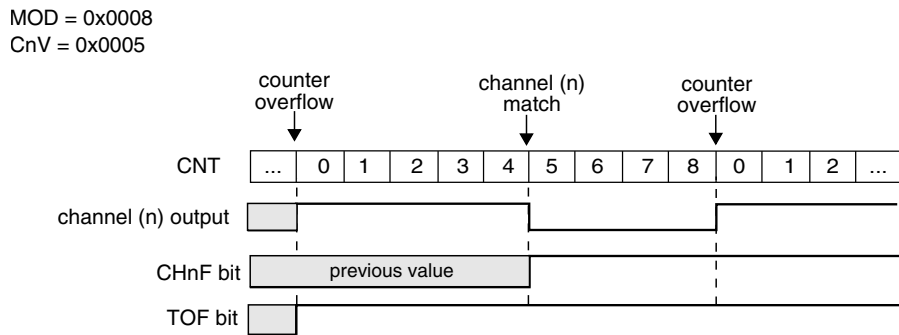 MOD = 0x0008
CnV = 0x0005
counter
overflow
channel (n)
match
counter
overflow
CNT ... 0 1 2 3 4 5 6 7 8 0 1 2 ...
channel (n) output
CHnF bit previous value
TOF bit